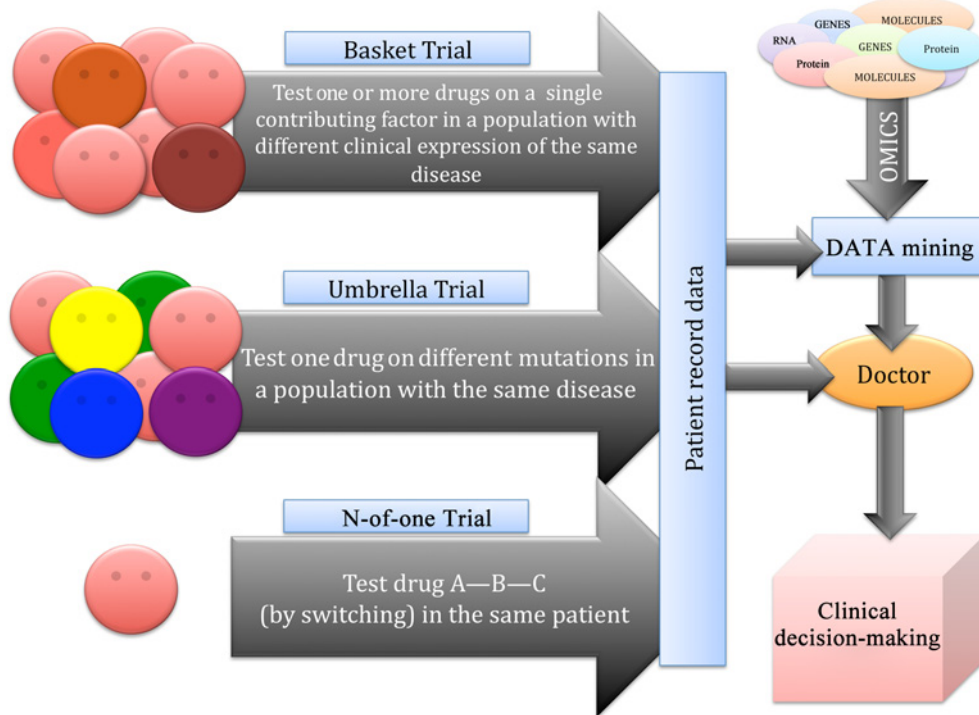 Basket Trial
Test one or more drugs on a single
contributing factor in a population with
different clinical expression of the same
disease
Umbrella Trial
Test one drug on different mutations in
a population with the same disease
N-of-one Trial
Test drug A—B—C
(by switching) in the same patient
Patient record data
GENES
MOLECULES
RNA
GENES
Protein
Protein
MOLECULES
OMICS
DATA mining
Doctor
Clinical
decision-making